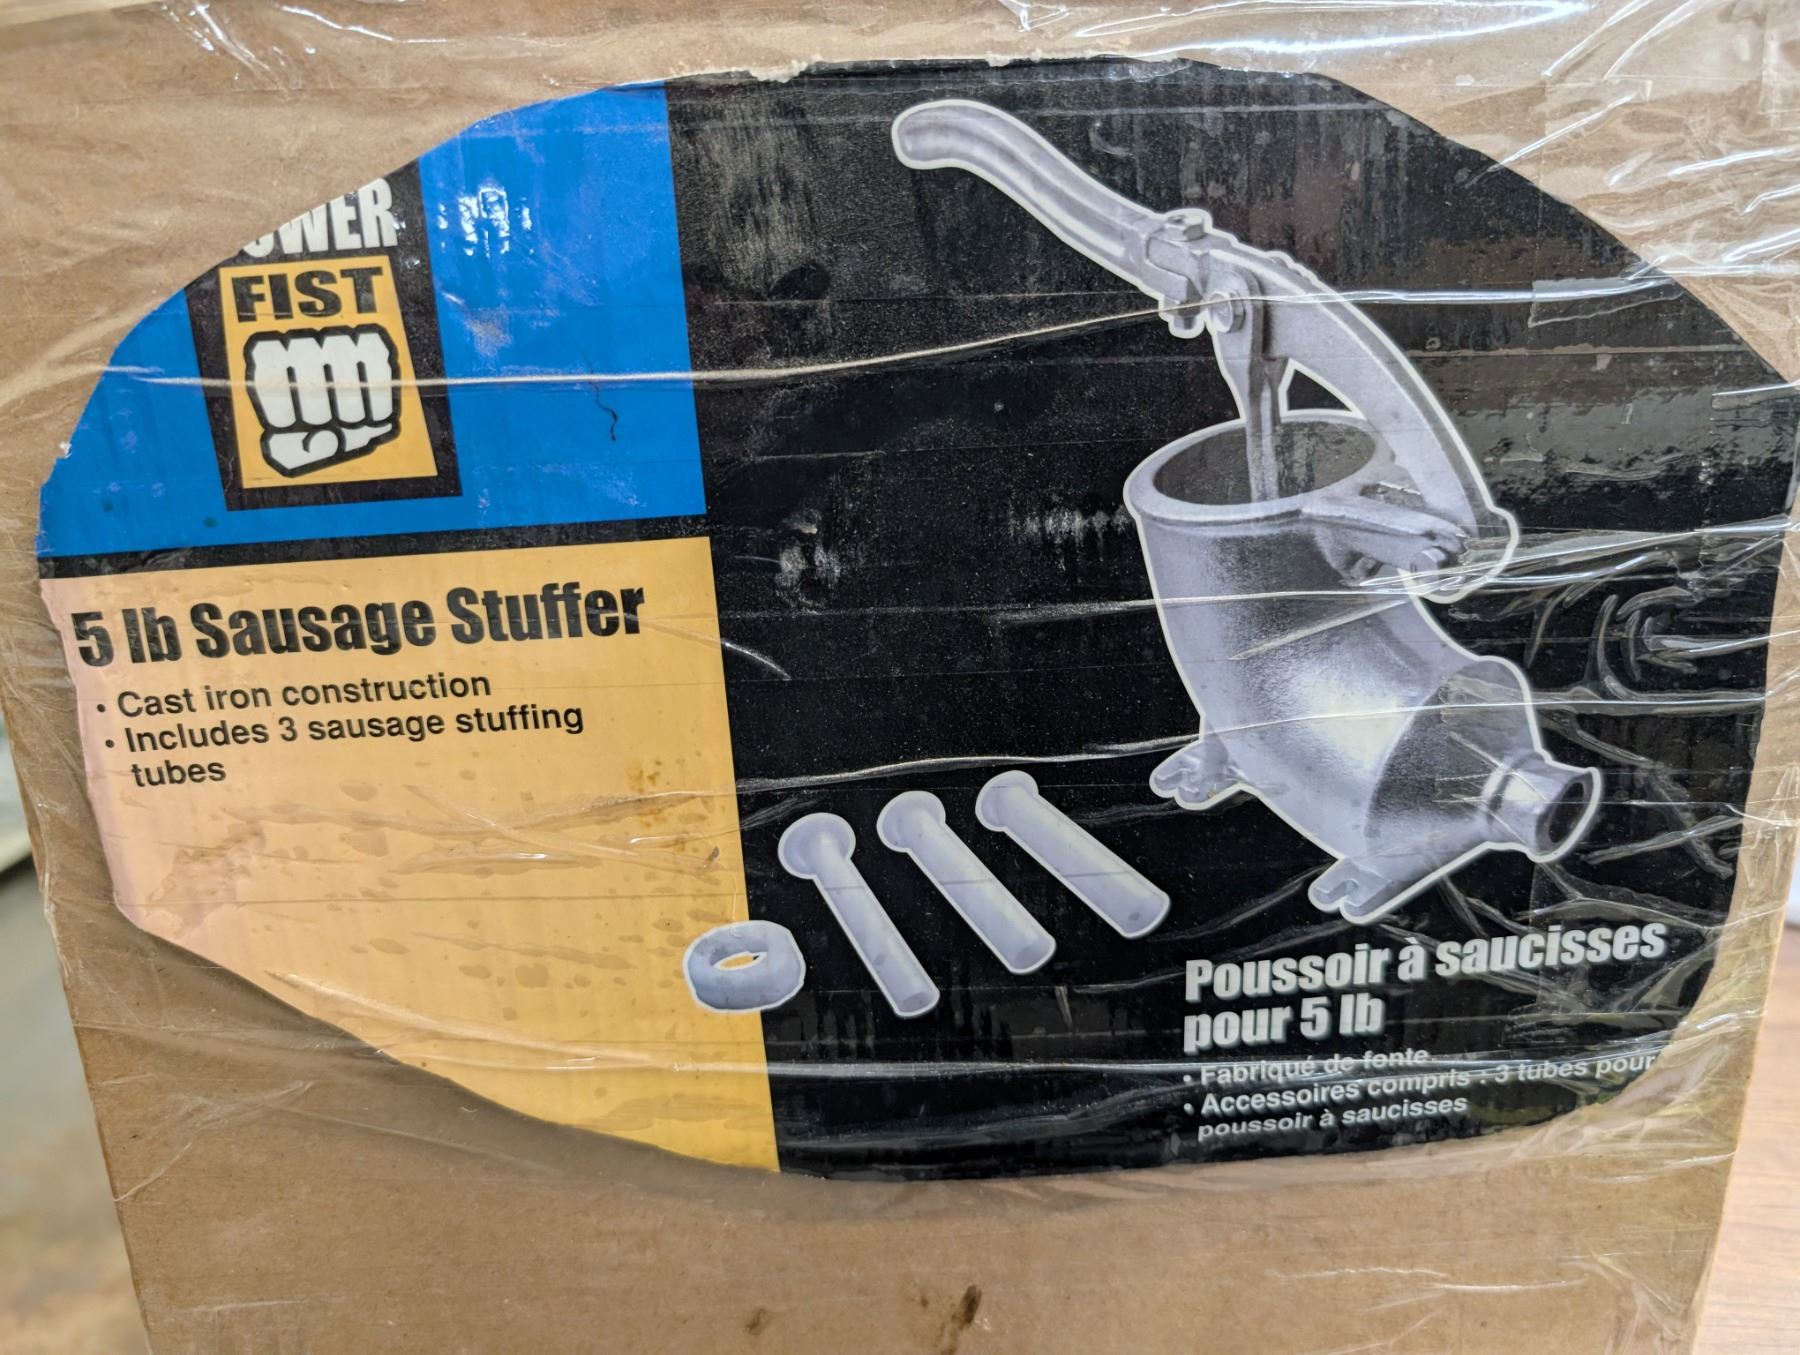 OWER
FIST
5 lb Sausage Stuffer
• Cast iron construction
• Includes 3 sausage stuffing
tubes
Poussoir à saucisses
pour 5 lb
• Fabriqué de fonte
• Accessoires compris : 3 tubes pour
poussoir à saucisses